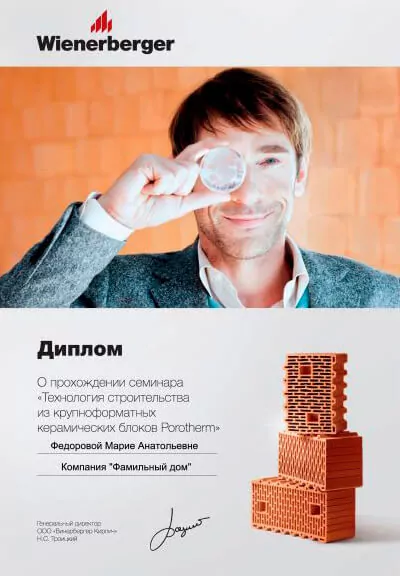 Wienerberger
Диплом
О прохождении семинара
«Технология строительства
из крупноформатных
керамических блоков Porotherm»
Федоровой Марие Анатольевне
Компания "Фамильный дом"
Генеральный директор
ООО «Винербергер Кирпич»
Н.С. Троицкий